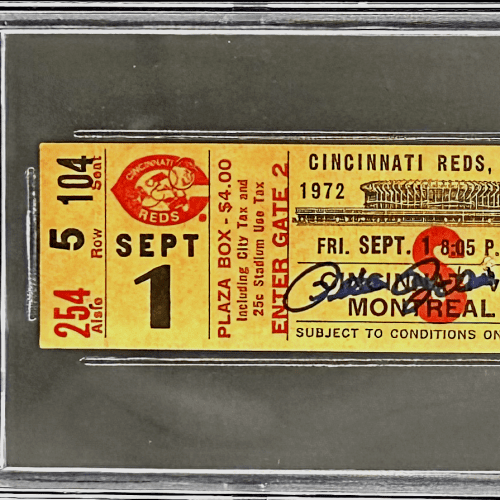 254 Aisle
5 Row
104 Seat
CINCINNATI
REDS
SEPT
1
PLAZA BOX - $4.00
Including City Tax and
25c Stadium Use Tax
ENTER GATE 2
CINCINNATI REDS,
1972
FRI. SEPT. 1 8:05 P.
CINCINNATI
MONTREAL
SUBJECT TO CONDITIONS ON